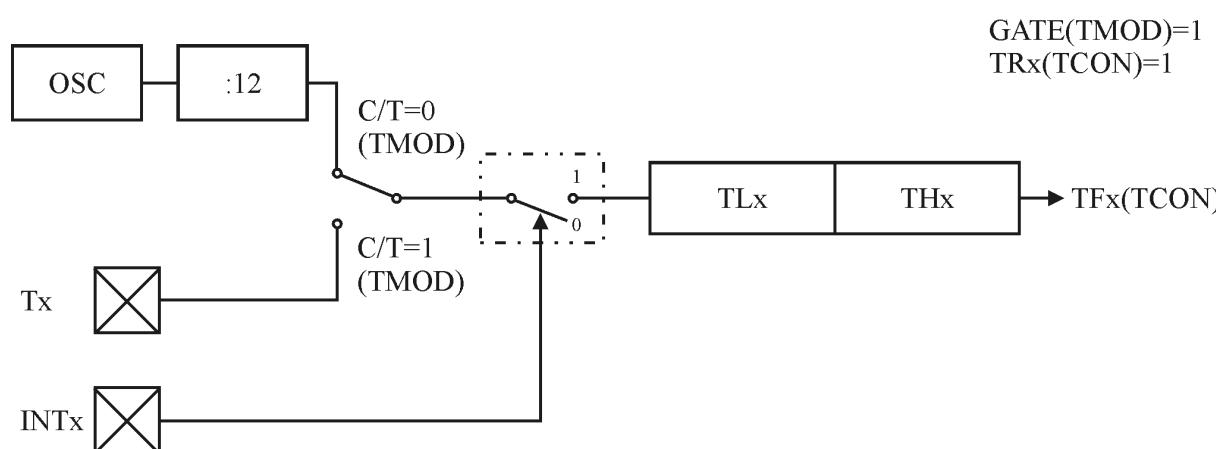 GATE(TMOD)=1
TRx(TCON)=1
OSC
:12
C/T=0
(TMOD)
1
0
TLx
THx
TFx(TCON)
C/T=1
(TMOD)
Tx
INTx